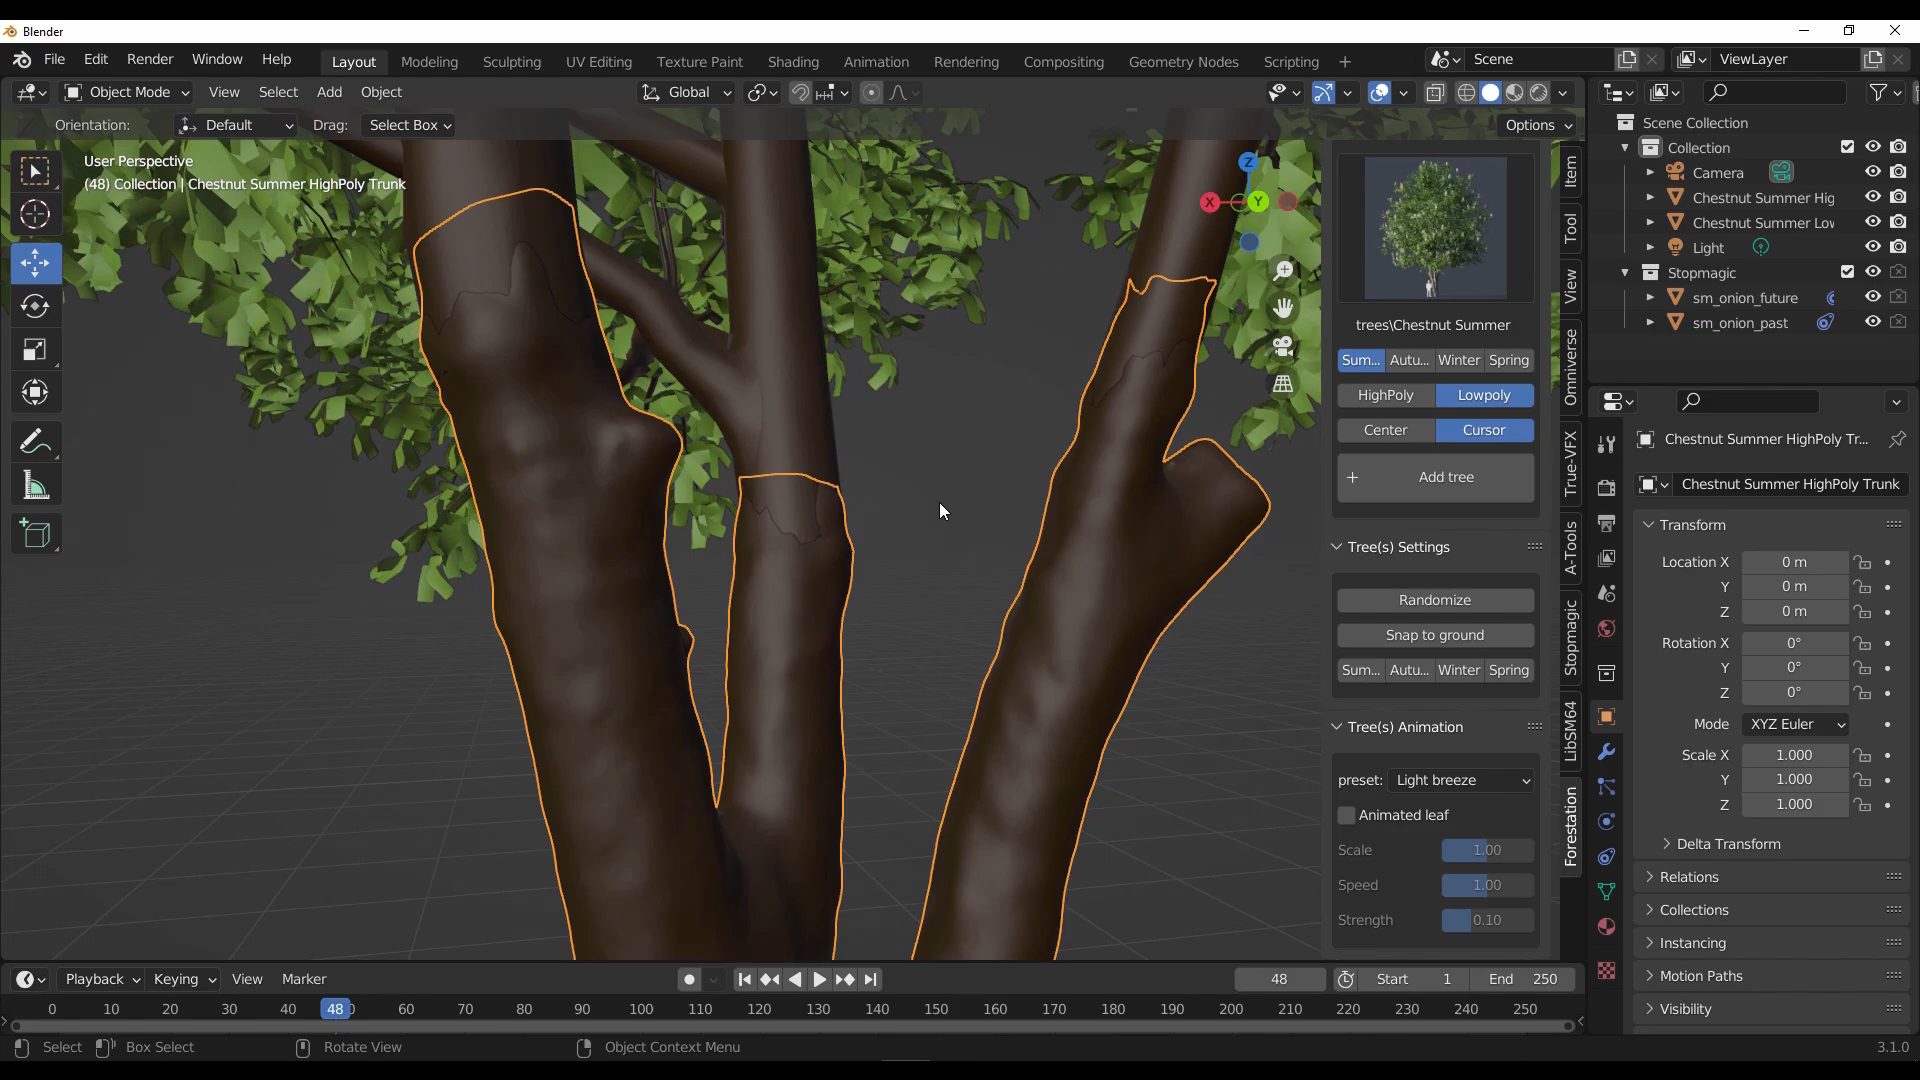 Blender
File Edit Render Window Help Layout Modeling Sculpting UV Editing Texture Paint Shading Animation Rendering Compositing Geometry Nodes Scripting + Scene ViewLayer
Object Mode View Select Add Object Global
Orientation: Default Drag: Select Box Options
User Perspective
(48) Collection | Chestnut Summer HighPoly Trunk
Z
X
Y
trees\Chestnut Summer
Sum... Autu... Winter Spring
HighPoly Lowpoly
Center Cursor
+ Add tree
Tree(s) Settings
Randomize
Snap to ground
Sum... Autu... Winter Spring
Tree(s) Animation
preset: Light breeze
Animated leaf
Scale 1.00
Speed 1.00
Strength 0.10
Item
Tool
View
Omniverse
True-VFX
A-Tools
Stopmagic
LibSM64
Forestation
Scene Collection
Collection
Camera
Chestnut Summer Hig
Chestnut Summer Lov
Light
Stopmagic
sm_onion_future
sm_onion_past
Chestnut Summer HighPoly Tr...
Chestnut Summer HighPoly Trunk
Transform
Location X 0 m
Y 0 m
Z 0 m
Rotation X 0°
Y 0°
Z 0°
Mode XYZ Euler
Scale X 1.000
Y 1.000
Z 1.000
Delta Transform
Relations
Collections
Instancing
Motion Paths
Visibility
Playback Keying View Marker 48 Start 1 End 250
0 10 20 30 40 48 60 70 80 90 100 110 120 130 140 150 160 170 180 190 200 210 220 230 240 250
Select Box Select Rotate View Object Context Menu 3.1.0